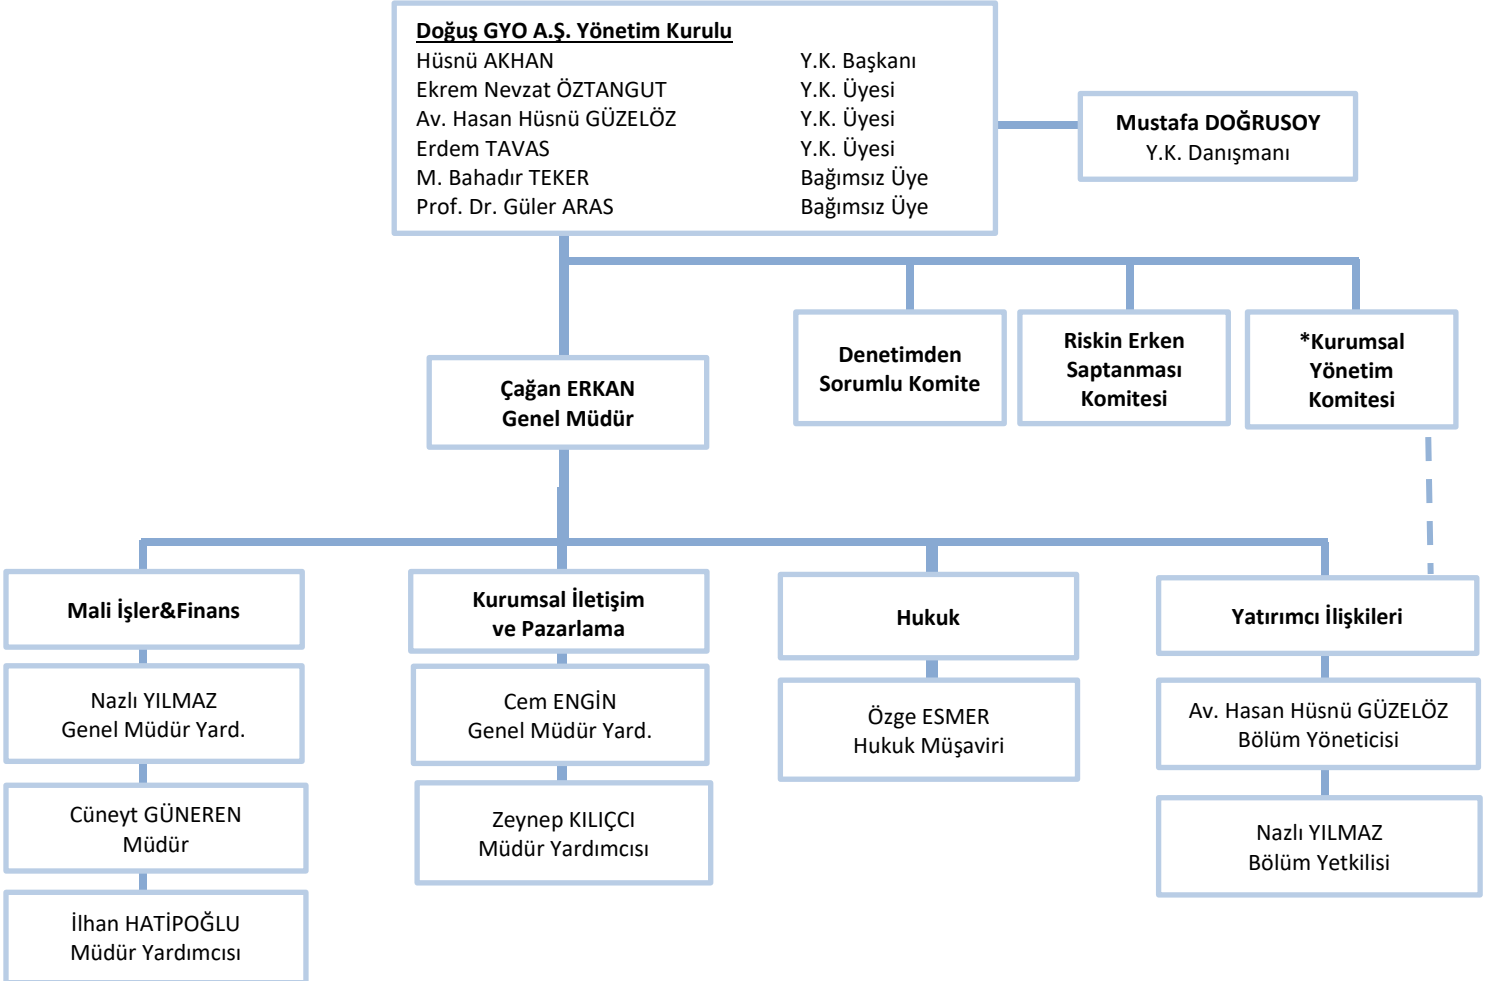 Doğuş GYO A.Ş. Yönetim Kurulu
Hüsnü AKHAN Y.K. Başkanı
Ekrem Nevzat ÖZTANGUT Y.K. Üyesi
Av. Hasan Hüsnü GÜZELÖZ Y.K. Üyesi
Erdem TAVAS Y.K. Üyesi
M. Bahadır TEKER Bağımsız Üye
Prof. Dr. Güler ARAS Bağımsız Üye
Mustafa DOĞRUSOY
Y.K. Danışmanı
Çağan ERKAN
Genel Müdür
Denetimden
Sorumlu Komite
Riskin Erken
Saptanması
Komitesi
*Kurumsal
Yönetim
Komitesi
Mali İşler&Finans
Nazlı YILMAZ
Genel Müdür Yard.
Cüneyt GÜNEREN
Müdür
İlhan HATİPOĞLU
Müdür Yardımcısı
Kurumsal İletişim
ve Pazarlama
Cem ENGİN
Genel Müdür Yard.
Zeynep KILIÇCI
Müdür Yardımcısı
Hukuk
Özge ESMER
Hukuk Müşaviri
Yatırımcı İlişkileri
Av. Hasan Hüsnü GÜZELÖZ
Bölüm Yöneticisi
Nazlı YILMAZ
Bölüm Yetkilisi